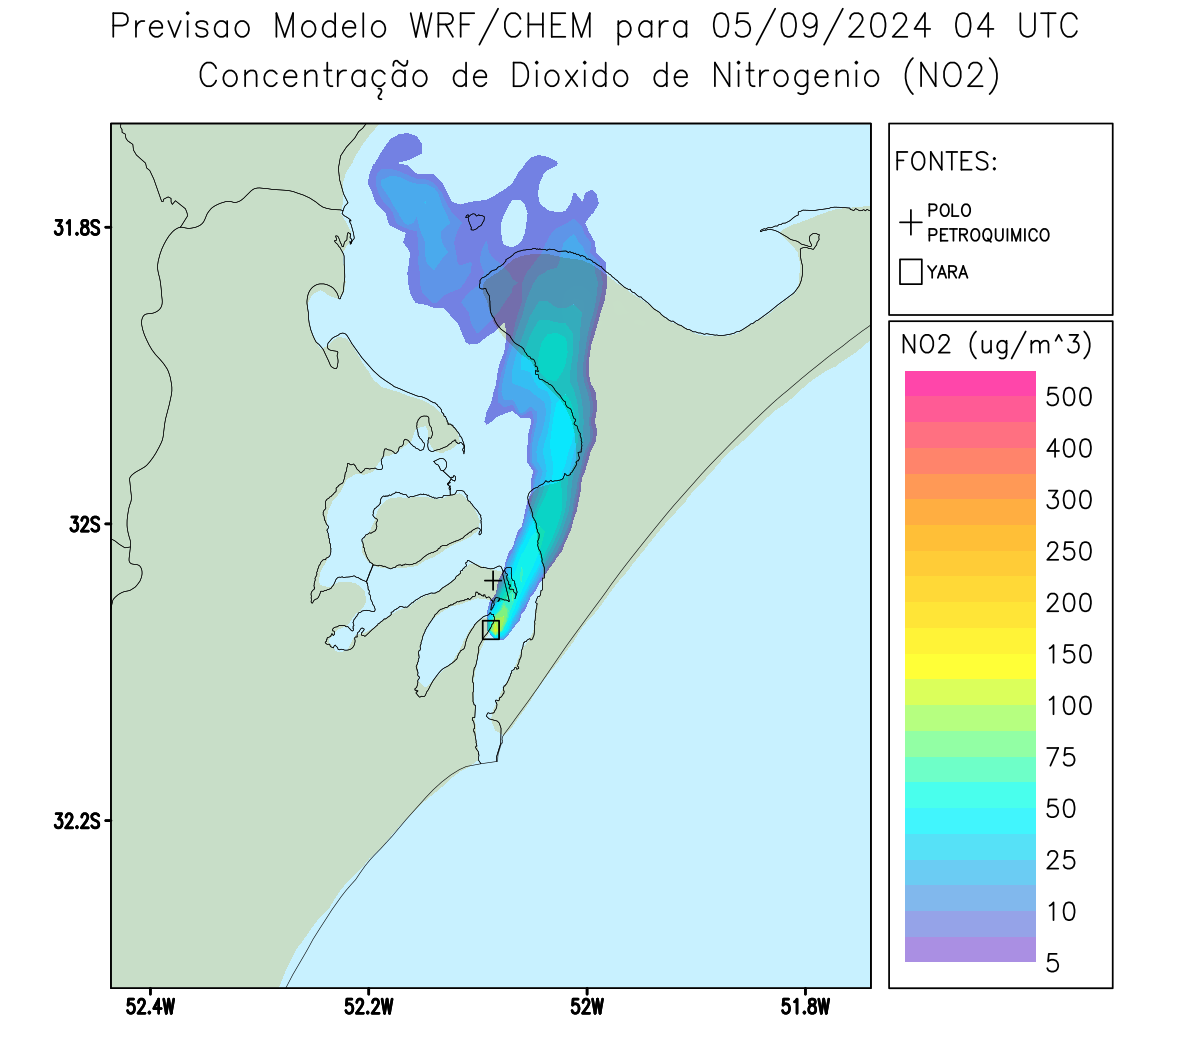 Previsao Modelo WRF/CHEM para 05/09/2024 04 UTC
Concentração de Dioxido de Nitrogenio (NO2)
FONTES:
POLO
PETROQUIMICO
YARA
NO2 (ug/m^3)
500
400
300
250
200
150
100
75
50
25
10
5
31.8S
32S
32.2S
52.4W 52.2W 52W 51.8W